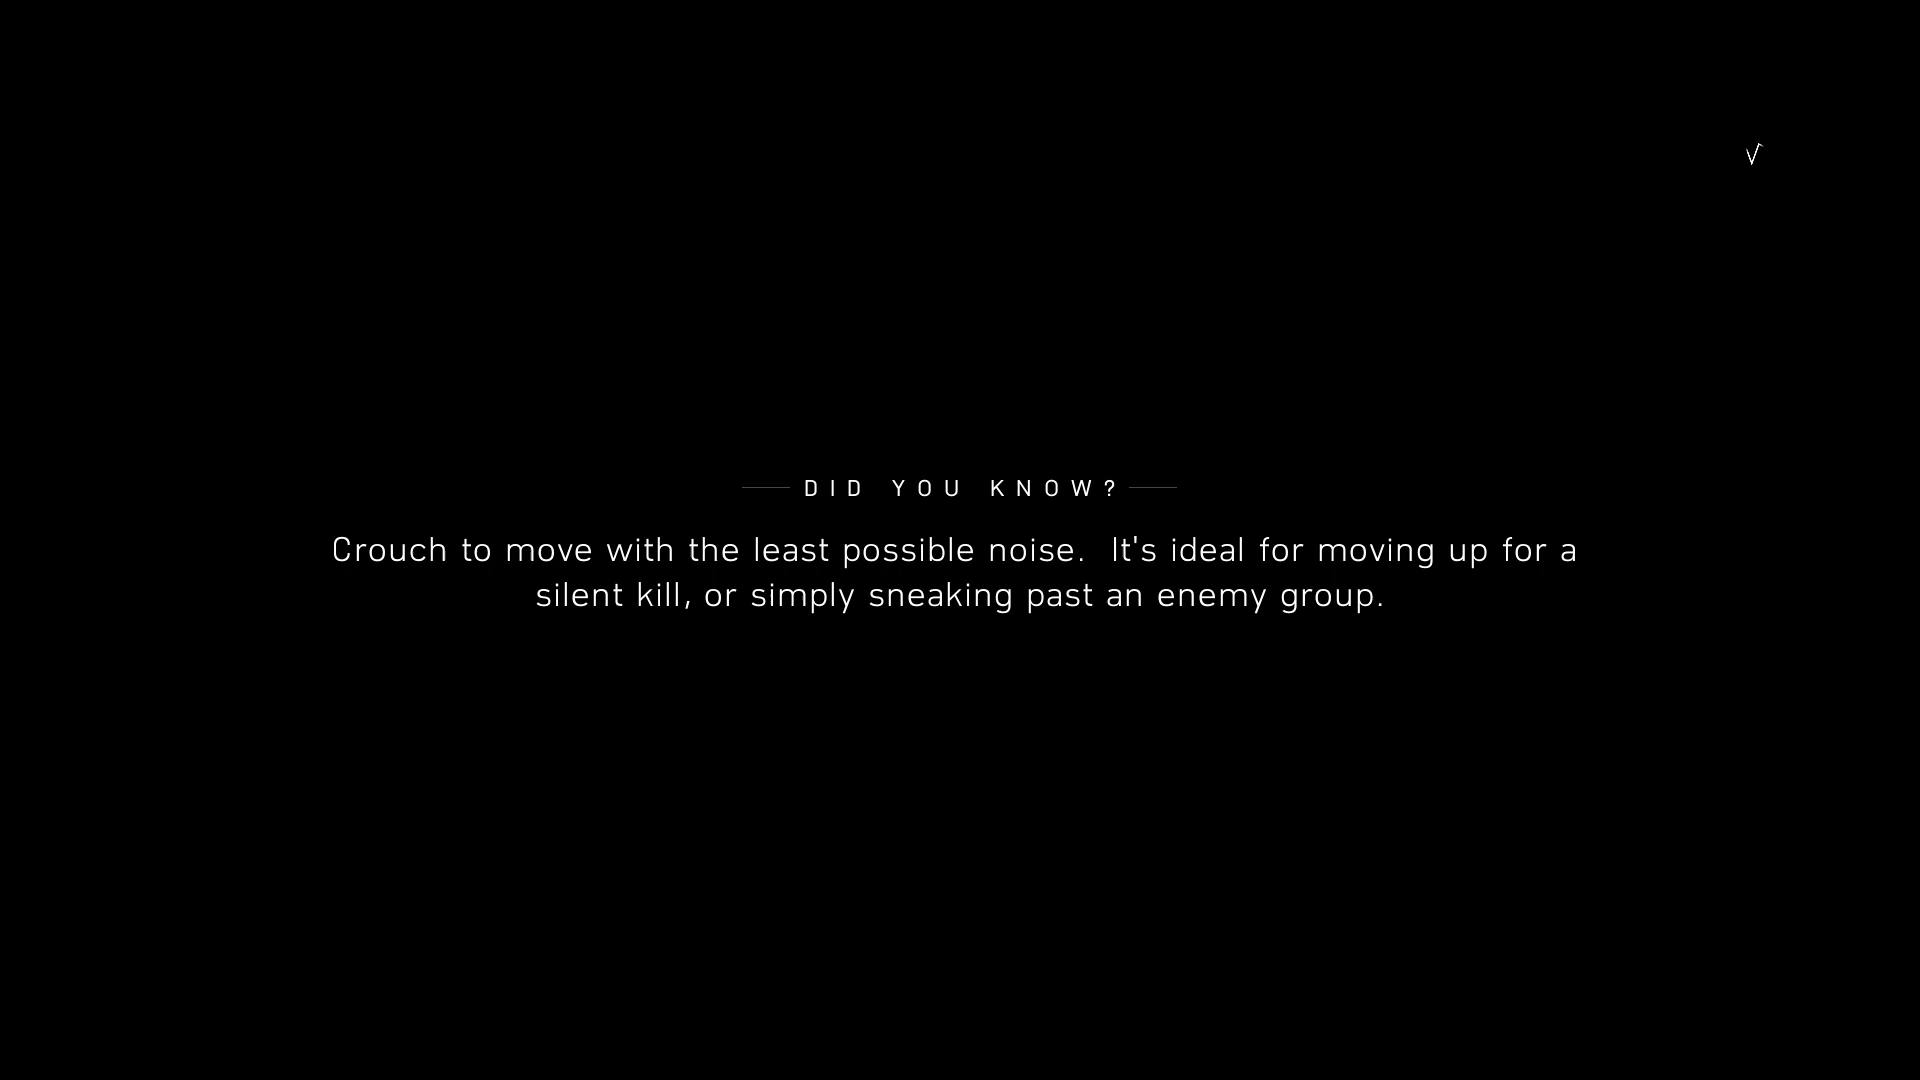 √
DID YOU KNOW?
Crouch to move with the least possible noise.  It's ideal for moving up for a
silent kill, or simply sneaking past an enemy group.